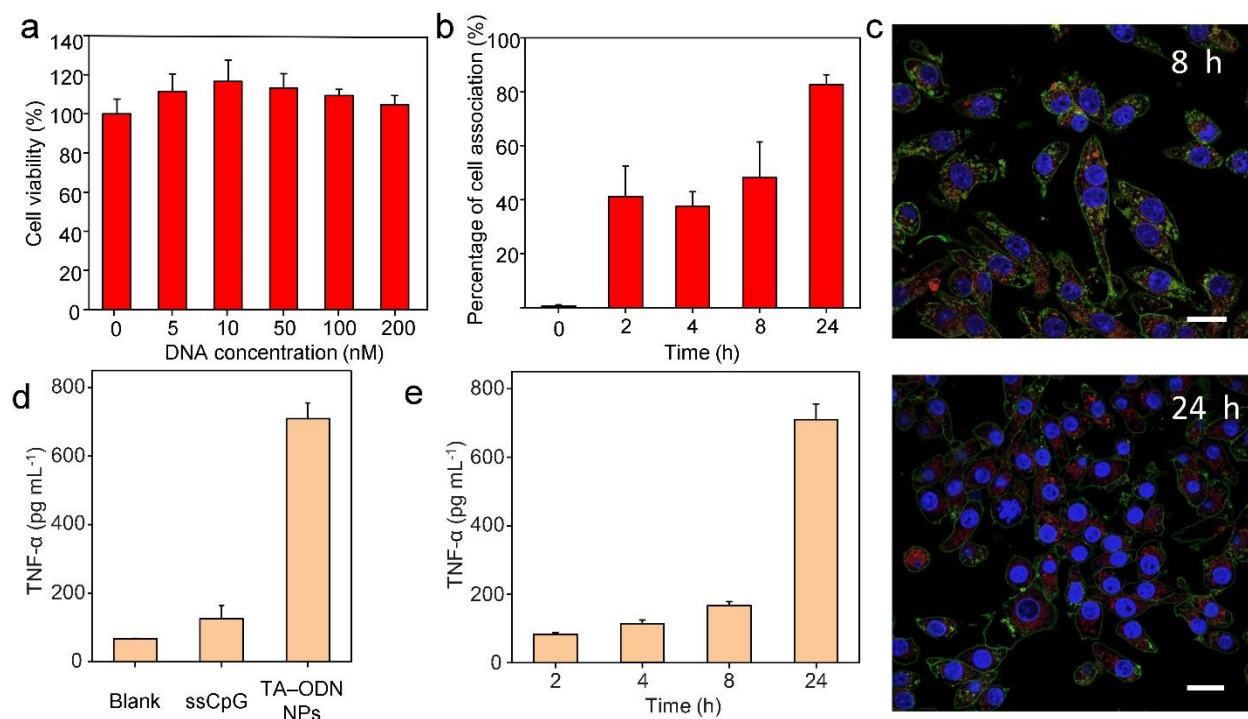 a
Cell viability (%)
140
120
100
80
60
40
20
0
0 5 10 50 100 200
DNA concentration (nM)
b
Percentage of cell association (%)
100
80
60
40
20
0 2 4 8 24
Time (h)
c
8 h
24 h
d
TNF-α (pg mL⁻¹)
800
600
400
200
0
Blank ssCpG TA–ODN
NPs
e
TNF-α (pg mL⁻¹)
800
600
400
200
0
2 4 8 24
Time (h)